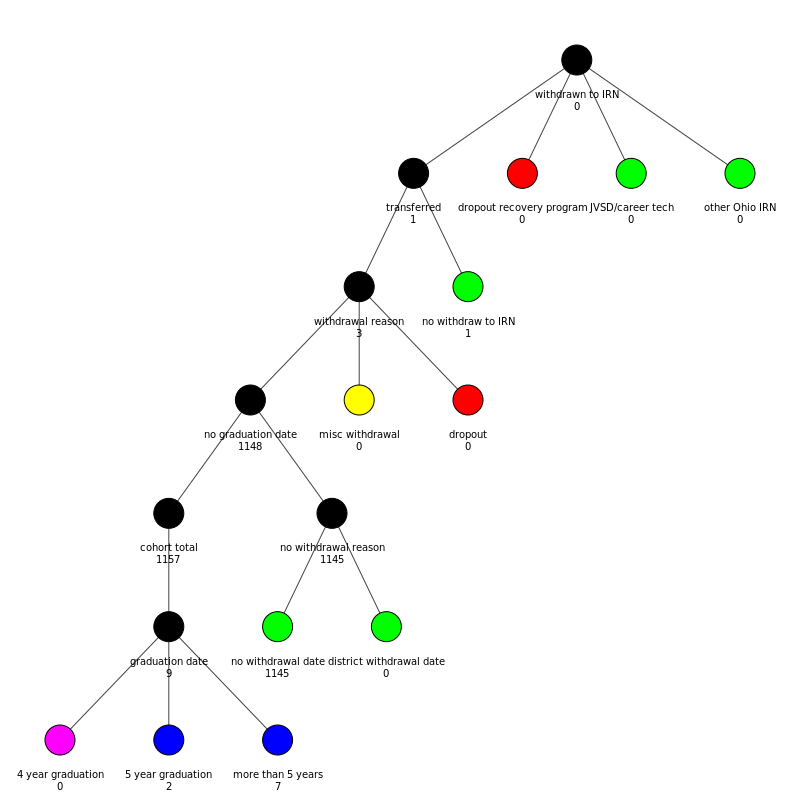 withdrawn to IRN
0
transferred
1
dropout recovery program
0
JVSD/career tech
0
other Ohio IRN
0
withdrawal reason
3
no withdraw to IRN
1
no graduation date
1148
misc withdrawal
0
dropout
0
cohort total
1157
no withdrawal reason
1145
graduation date
9
no withdrawal date
1145
district withdrawal date
0
4 year graduation
0
5 year graduation
2
more than 5 years
7